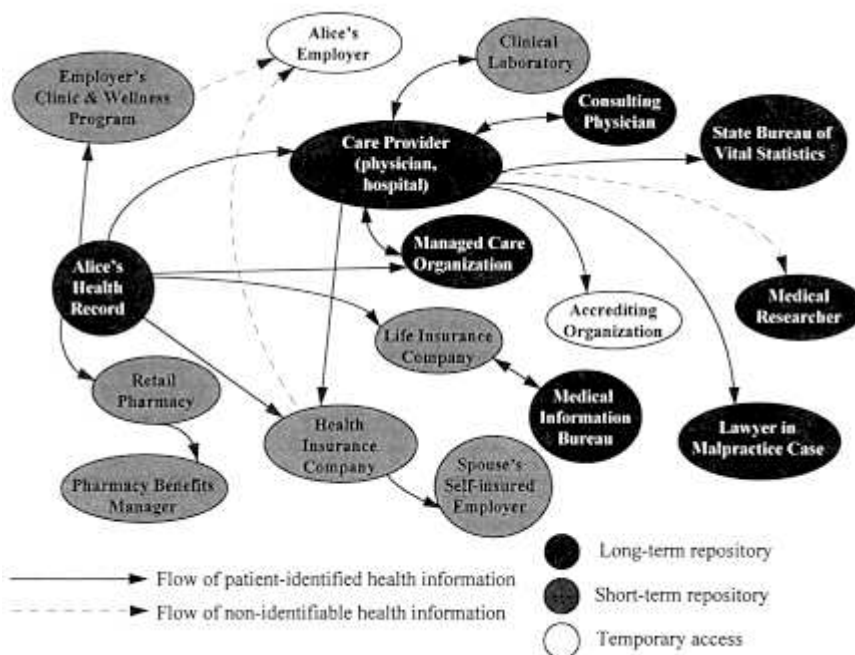 Alice's
Employer
Clinical
Laboratory
Employer's
Clinic & Wellness
Program
Consulting
Physician
State Bureau of
Vital Statistics
Care Provider
(physician,
hospital)
Managed Care
Organization
Alice's
Health
Record
Medical
Researcher
Accrediting
Organization
Life Insurance
Company
Retail
Pharmacy
Medical
Information
Bureau
Lawyer in
Malpractice Case
Health
Insurance
Company
Spouse's
Self-insured
Employer
Pharmacy Benefits
Manager
Long-term repository
Flow of patient-identified health information
Short-term repository
Flow of non-identifiable health information
Temporary access